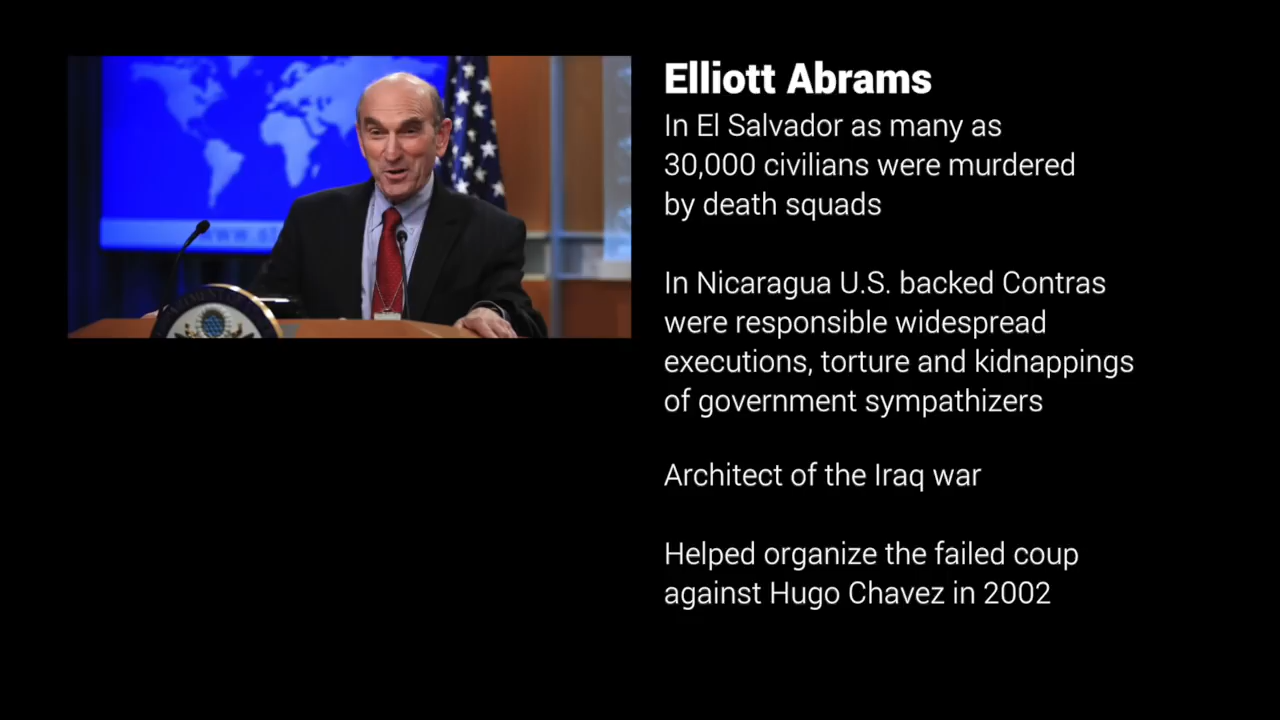 Elliott Abrams
In El Salvador as many as
30,000 civilians were murdered
by death squads
In Nicaragua U.S. backed Contras
were responsible widespread
executions, torture and kidnappings
of government sympathizers
Architect of the Iraq war
Helped organize the failed coup
against Hugo Chavez in 2002